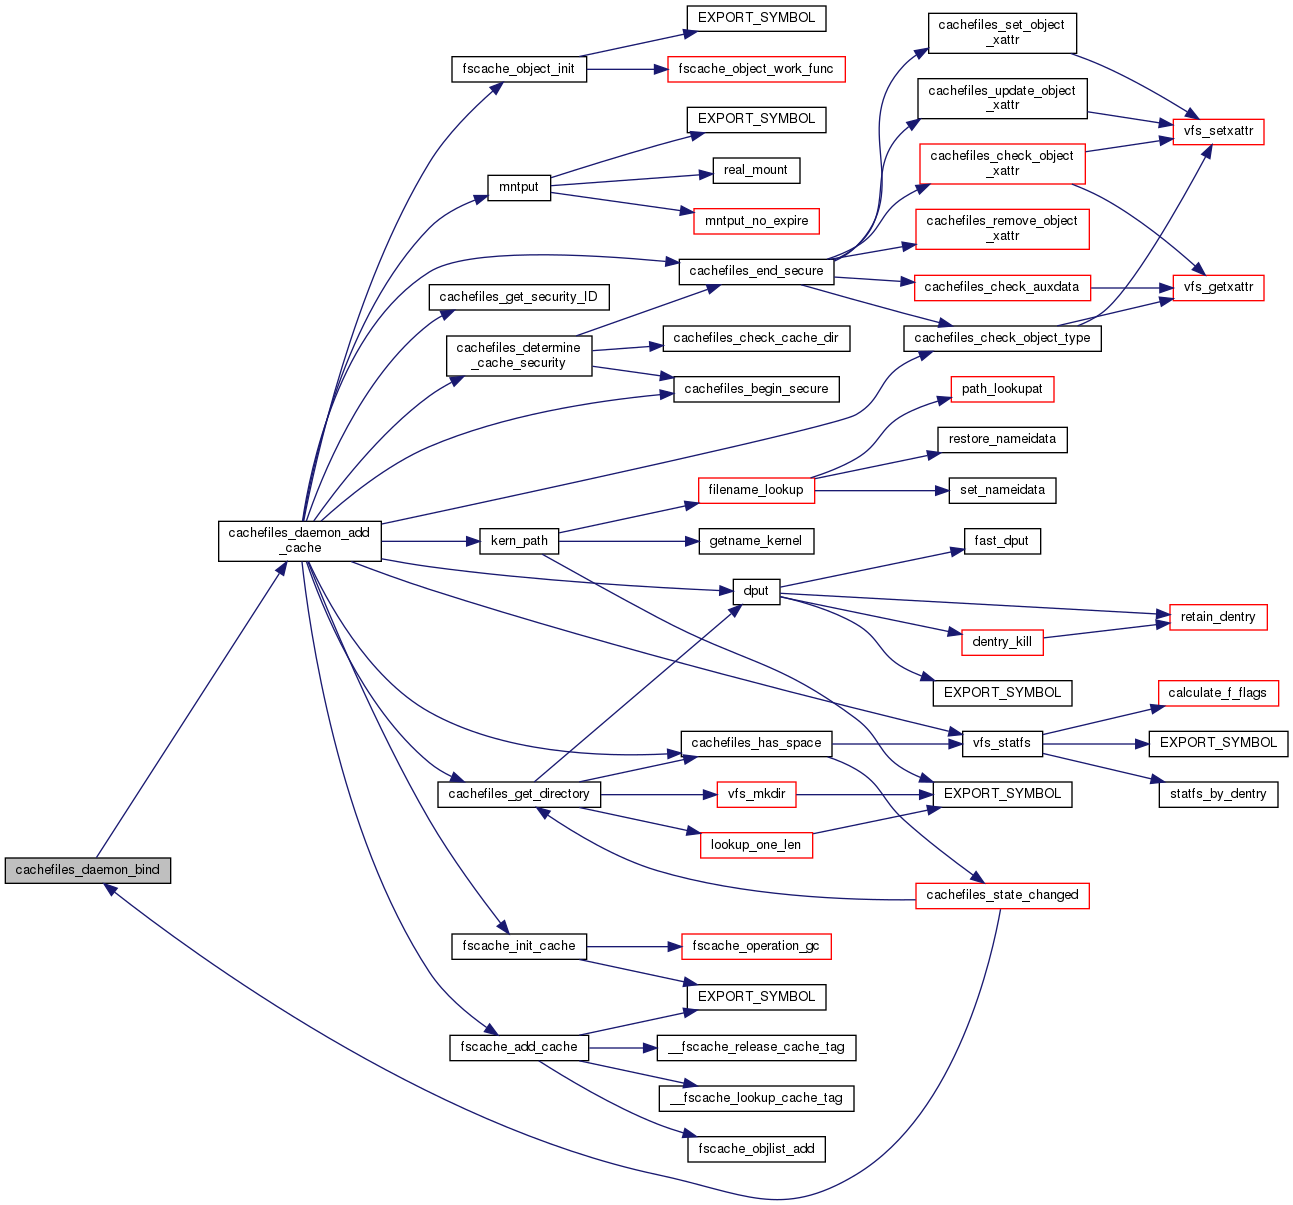 EXPORT_SYMBOL
cachefiles_set_object
_xattr
fscache_object_init
fscache_object_work_func
cachefiles_update_object
_xattr
EXPORT_SYMBOL
vfs_setxattr
cachefiles_check_object
_xattr
real_mount
mntput
mntput_no_expire
cachefiles_remove_object
_xattr
cachefiles_end_secure
cachefiles_check_auxdata
vfs_getxattr
cachefiles_get_security_ID
cachefiles_check_cache_dir
cachefiles_check_object_type
cachefiles_determine
_cache_security
cachefiles_begin_secure
path_lookupat
restore_nameidata
filename_lookup
set_nameidata
cachefiles_daemon_add
_cache
kern_path
getname_kernel
fast_dput
dput
retain_dentry
dentry_kill
EXPORT_SYMBOL
calculate_f_flags
cachefiles_has_space
vfs_statfs
EXPORT_SYMBOL
cachefiles_get_directory
vfs_mkdir
EXPORT_SYMBOL
statfs_by_dentry
lookup_one_len
cachefiles_daemon_bind
cachefiles_state_changed
fscache_init_cache
fscache_operation_gc
EXPORT_SYMBOL
fscache_add_cache
__fscache_release_cache_tag
__fscache_lookup_cache_tag
fscache_objlist_add